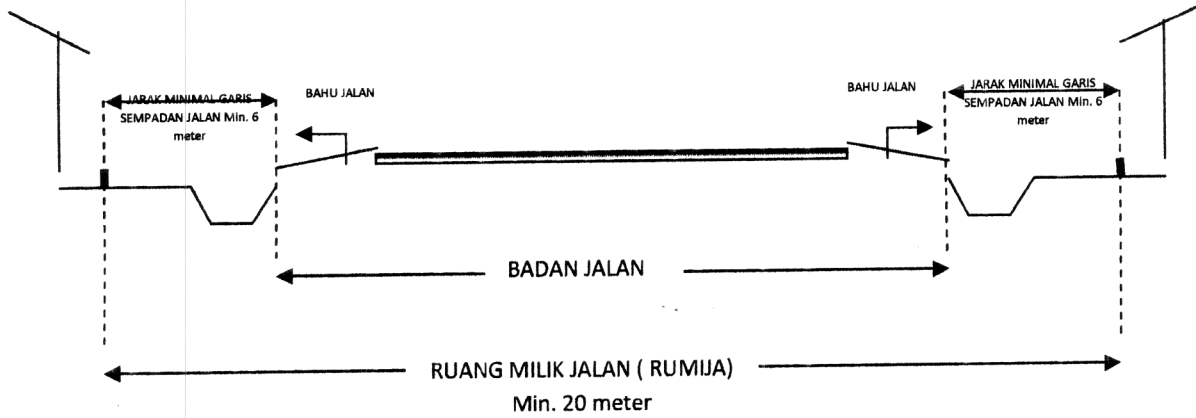 JARAK MINIMAL GARIS
SEMPADAN JALAN Min. 6
meter
BAHU JALAN
BAHU JALAN
JARAK MINIMAL GARIS
SEMPADAN JALAN Min. 6
meter
BADAN JALAN
RUANG MILIK JALAN ( RUMIJA)
Min. 20 meter